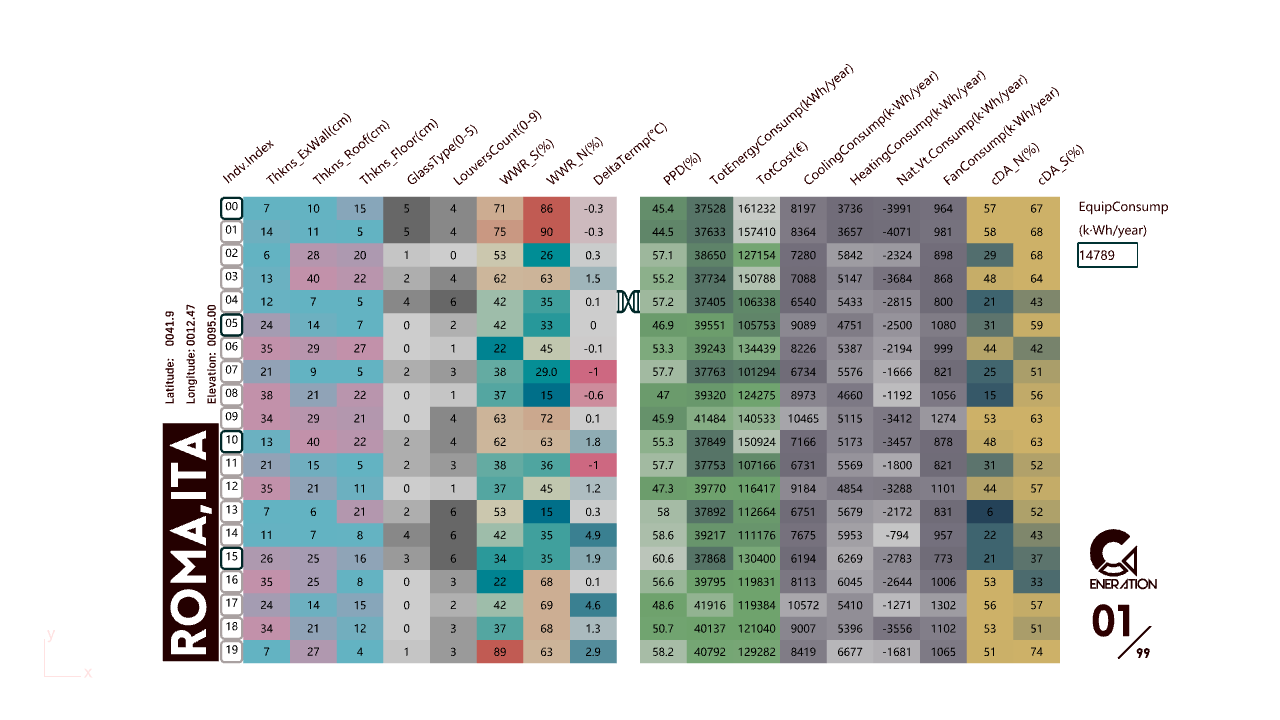 Indv.Index Thkns_ExWall(cm) Thkns_Roof(cm) Thkns_Floor(cm) GlassType(0-5) LouversCount(0-9) WWR_S(%) WWR_N(%) DeltaTermp(°C) PPD(%) TotEnergyConsump(kWh/year) TotCost(€) CoolingConsump(k·Wh/year) HeatingConsump(k·Wh/year) Nat.Vt.Consump(k·Wh/year) FanConsump(k·Wh/year) cDA_N(%) cDA_S(%)
00 7 10 15 5 4 71 86 -0.3 45.4 37528 161232 8197 3736 -3991 964 57 67
01 14 11 5 5 4 75 90 -0.3 44.5 37633 157410 8364 3657 -4071 981 58 68
02 6 28 20 1 0 53 26 0.3 57.1 38650 127154 7280 5842 -2324 898 29 68
03 13 40 22 2 4 62 63 1.5 55.2 37734 150788 7088 5147 -3684 868 48 64
04 12 7 5 4 6 42 35 0.1 57.2 37405 106338 6540 5433 -2815 800 21 43
05 24 14 7 0 2 42 33 0 46.9 39551 105753 9089 4751 -2500 1080 31 59
06 35 29 27 0 1 22 45 -0.1 53.3 39243 134439 8226 5387 -2194 999 44 42
07 21 9 5 2 3 38 29.0 -1 57.7 37763 101294 6734 5576 -1666 821 25 51
08 38 21 22 0 1 37 15 -0.6 47 39320 124275 8973 4660 -1192 1056 15 56
09 34 29 21 0 4 63 72 0.1 45.9 41484 140533 10465 5115 -3412 1274 53 63
10 13 40 22 2 4 62 63 1.8 55.3 37849 150924 7166 5173 -3457 878 48 63
11 21 15 5 2 3 38 36 -1 57.7 37753 107166 6731 5569 -1800 821 31 52
12 35 21 11 0 1 37 45 1.2 47.3 39770 116417 9184 4854 -3288 1101 44 57
13 7 6 21 2 6 53 15 0.3 58 37892 112664 6751 5679 -2172 831 6 52
14 11 7 8 4 6 42 35 4.9 58.6 39217 111176 7675 5953 -794 957 22 43
15 26 25 16 3 6 34 35 1.9 60.6 37868 130400 6194 6269 -2783 773 21 37
16 35 25 8 0 3 22 68 0.1 56.6 39795 119831 8113 6045 -2644 1006 53 33
17 24 14 15 0 2 42 69 4.6 48.6 41916 119384 10572 5410 -1271 1302 56 57
18 34 21 12 0 3 37 68 1.3 50.7 40137 121040 9007 5396 -3556 1102 53 51
19 7 27 4 1 3 89 63 2.9 58.2 40792 129282 8419 6677 -1681 1065 51 74
EquipConsump
(k·Wh/year)
14789
Latitude: 0041.9
Longitude: 0012.47
Elevation: 0095.00
ROMA,ITA
ENERATION
01/99
y
x